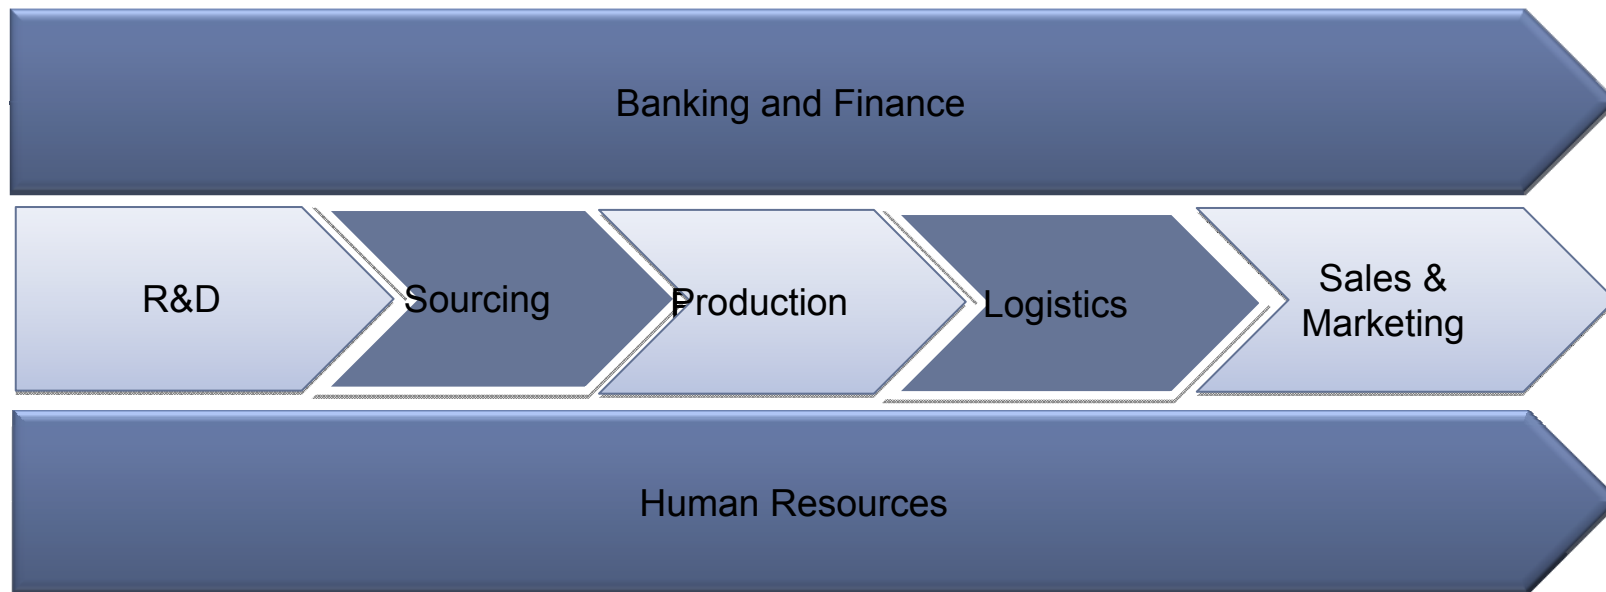 Banking and Finance
R&D
Sourcing
Production
Logistics
Sales &
Marketing
Human Resources